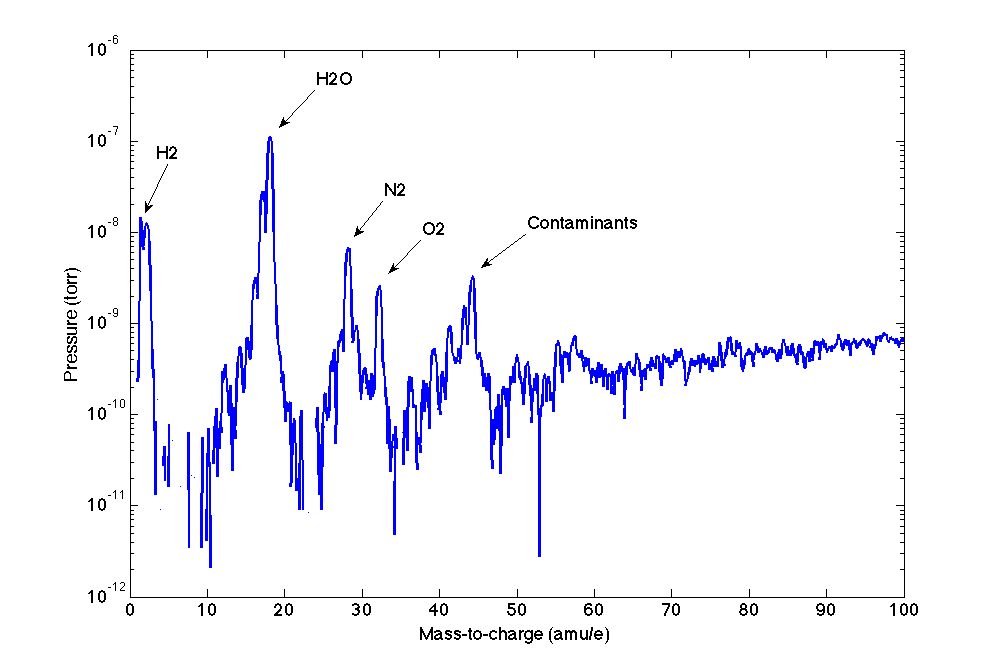 10^-6
10^-7
10^-8
10^-9
10^-10
10^-11
10^-12
Pressure (torr)
H2
H2O
N2
O2
Contaminants
0 10 20 30 40 50 60 70 80 90 100
Mass-to-charge (amu/e)